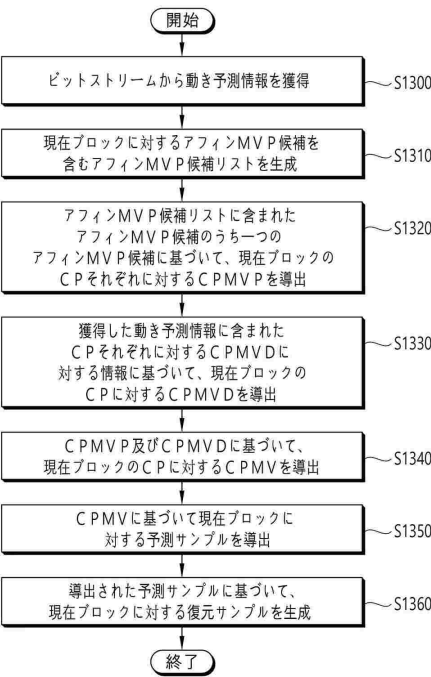 開始
ビットストリームから動き予測情報を獲得
S1300
現在ブロックに対するアフィンMVP候補を
含むアフィンMVP候補リストを生成
S1310
アフィンMVP候補リストに含まれた
アフィンMVP候補のうち一つの
アフィンMVP候補に基づいて、現在ブロックの
CPそれぞれに対するCPMVPを導出
S1320
獲得した動き予測情報に含まれた
CPそれぞれに対するCPMVDに
対する情報に基づいて、現在ブロックの
CPに対するCPMVDを導出
S1330
CPMVP及びCPMVDに基づいて、
現在ブロックのCPに対するCPMVを導出
S1340
CPMVに基づいて現在ブロックに
対する予測サンプルを導出
S1350
導出された予測サンプルに基づいて、
現在ブロックに対する復元サンプルを生成
S1360
終了